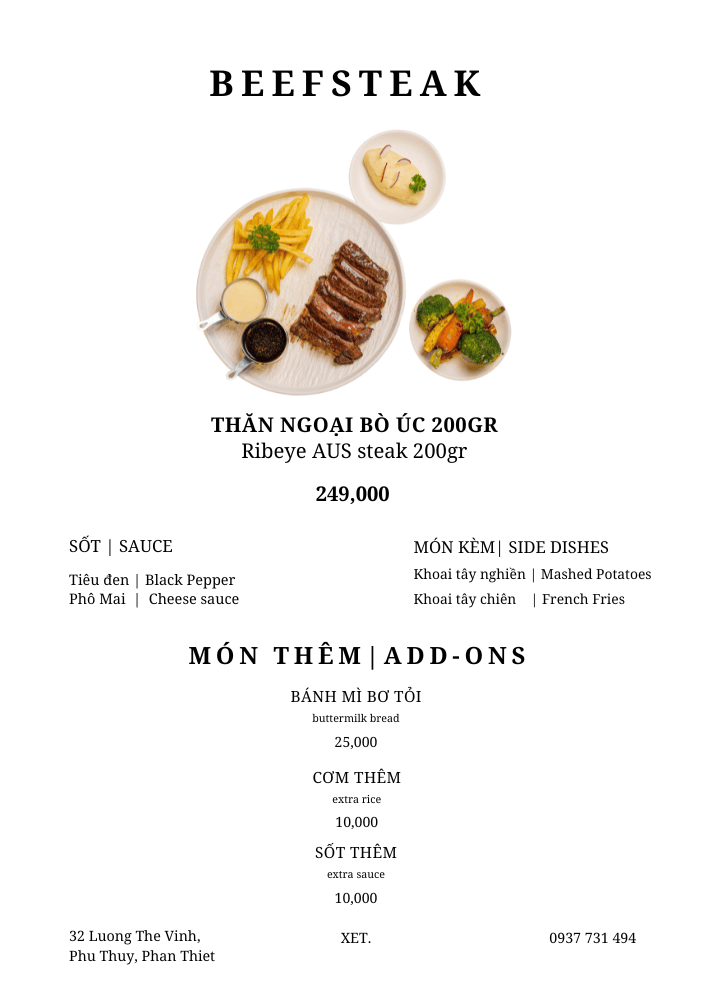 BEEFSTEAK
THĂN NGOẠI BÒ ÚC 200GR
Ribeye AUS steak 200gr
249,000
SỐT | SAUCE
Tiêu đen | Black Pepper
Phô Mai | Cheese sauce
MÓN KÈM| SIDE DISHES
Khoai tây nghiền | Mashed Potatoes
Khoai tây chiên | French Fries
MÓN THÊM|ADD-ONS
BÁNH MÌ BƠ TỎI
buttermilk bread
25,000
CƠM THÊM
extra rice
10,000
SỐT THÊM
extra sauce
10,000
32 Luong The Vinh,
Phu Thuy, Phan Thiet
XET.
0937 731 494